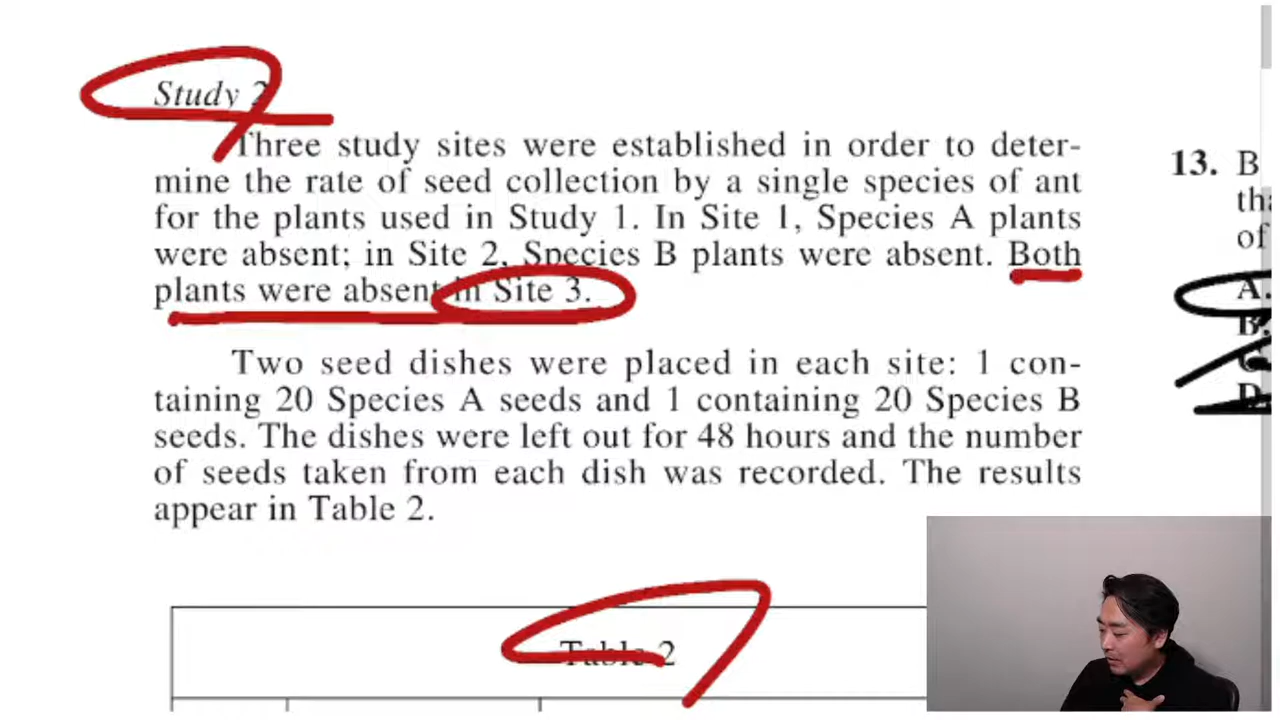 Study 2
Three study sites were established in order to deter-
mine the rate of seed collection by a single species of ant
for the plants used in Study 1. In Site 1, Species A plants
were absent; in Site 2, Species B plants were absent. Both
plants were absent in Site 3.
Two seed dishes were placed in each site: 1 con-
taining 20 Species A seeds and 1 containing 20 Species B
seeds. The dishes were left out for 48 hours and the number
of seeds taken from each dish was recorded. The results
appear in Table 2.
Table 2
13. B
tha
of
A.
B.
D.